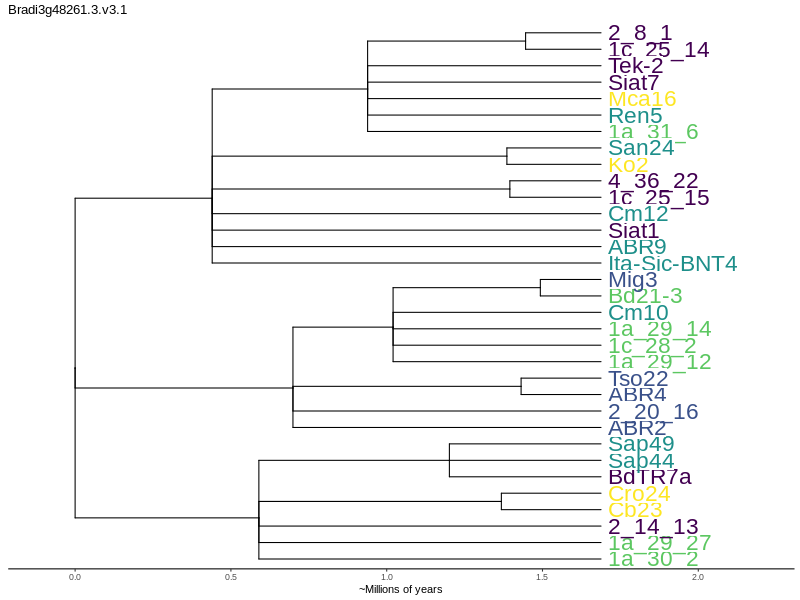 Bradi3g48261.3.v3.1
2_8_1
1c_25_14
Tek-2
Siat7
Mca16
Ren5
1a_31_6
San24
Ko2
4_36_22
1c_25_15
Cm12
Siat1
ABR9
Ita-Sic-BNT4
Mig3
Bd21-3
Cm10
1a_29_14
1c_28_2
1a_29_12
Tso22
ABR4
2_20_16
ABR2
Sap49
Sap44
BdTR7a
Cro24
Cb23
2_14_13
1a_29_27
1a_30_2
0.0 0.5 1.0 1.5 2.0
~Millions of years